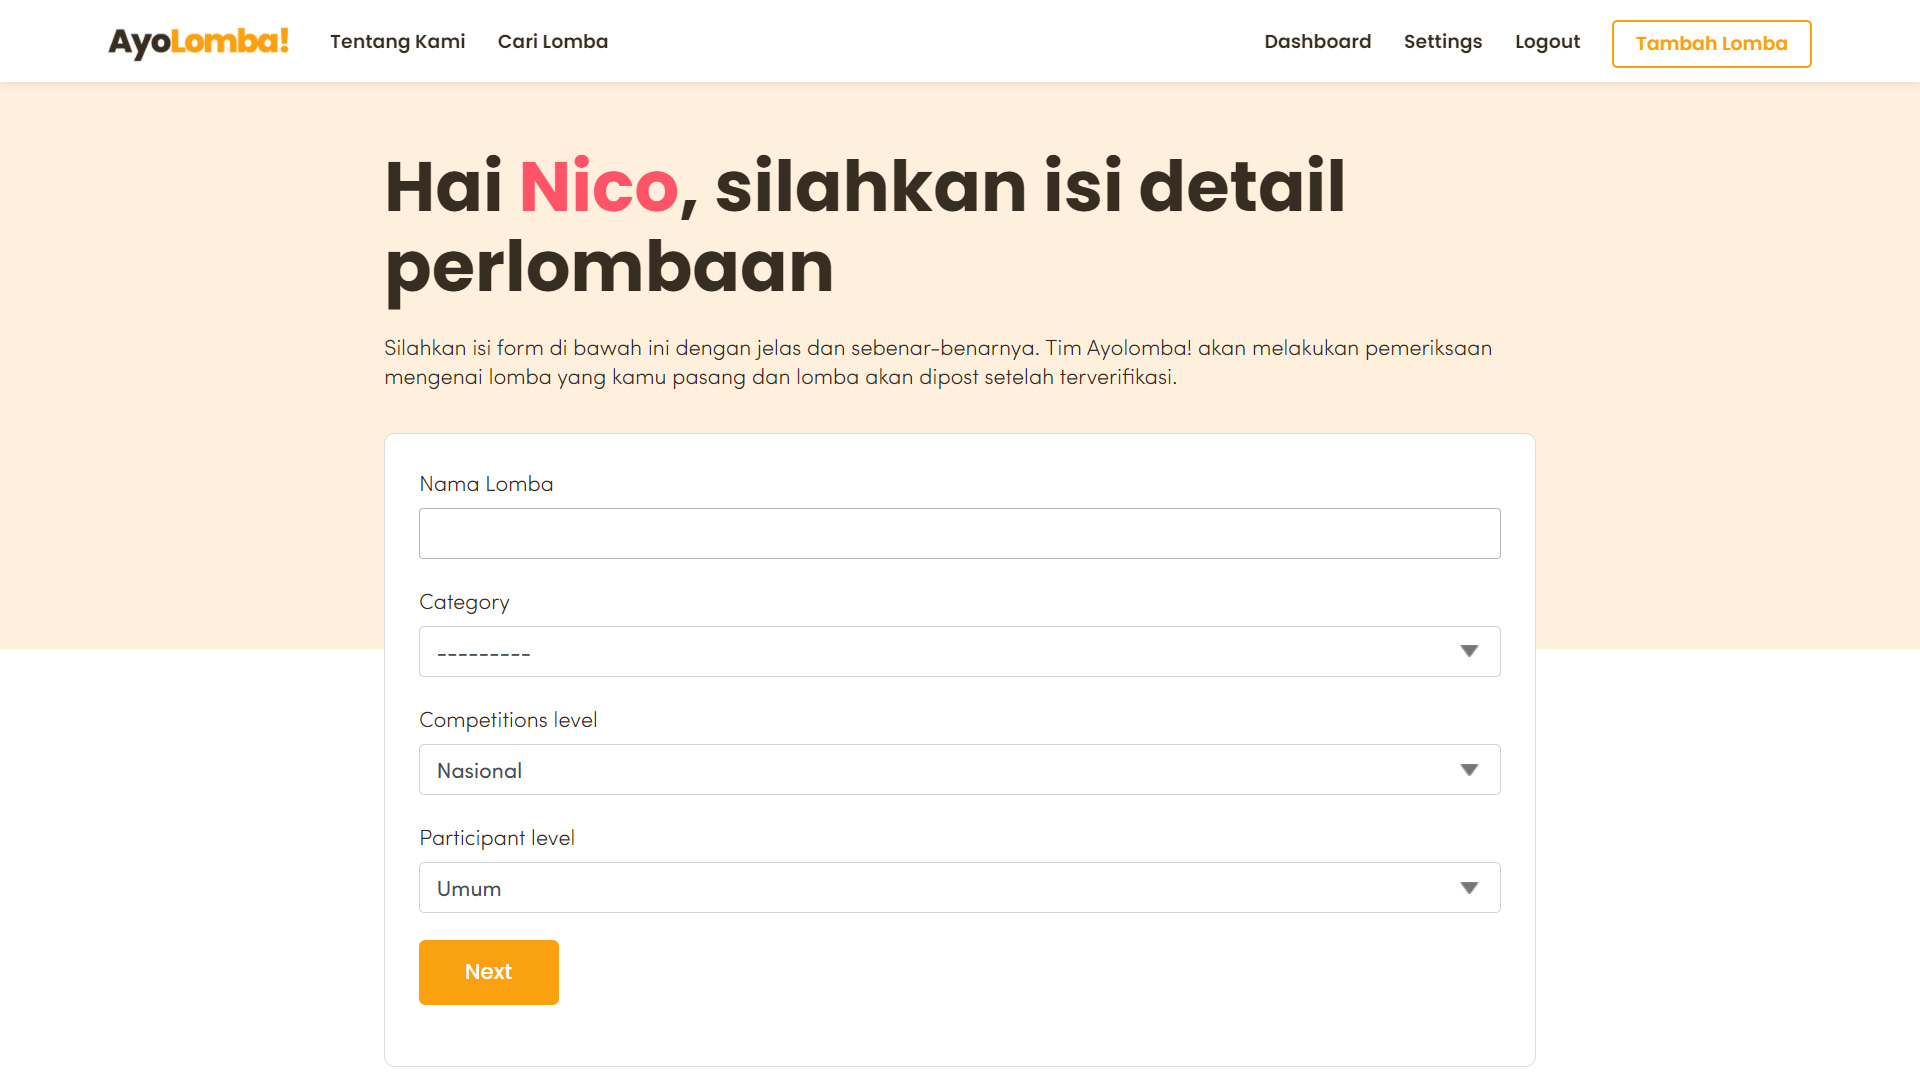 AyoLomba!
Tentang Kami
Cari Lomba
Dashboard
Settings
Logout
Tambah Lomba
Hai Nico, silahkan isi detail
perlombaan
Silahkan isi form di bawah ini dengan jelas dan sebenar-benarnya. Tim Ayolomba! akan melakukan pemeriksaan
mengenai lomba yang kamu pasang dan lomba akan dipost setelah terverifikasi.
Nama Lomba
Category
---------
Competitions level
Nasional
Participant level
Umum
Next